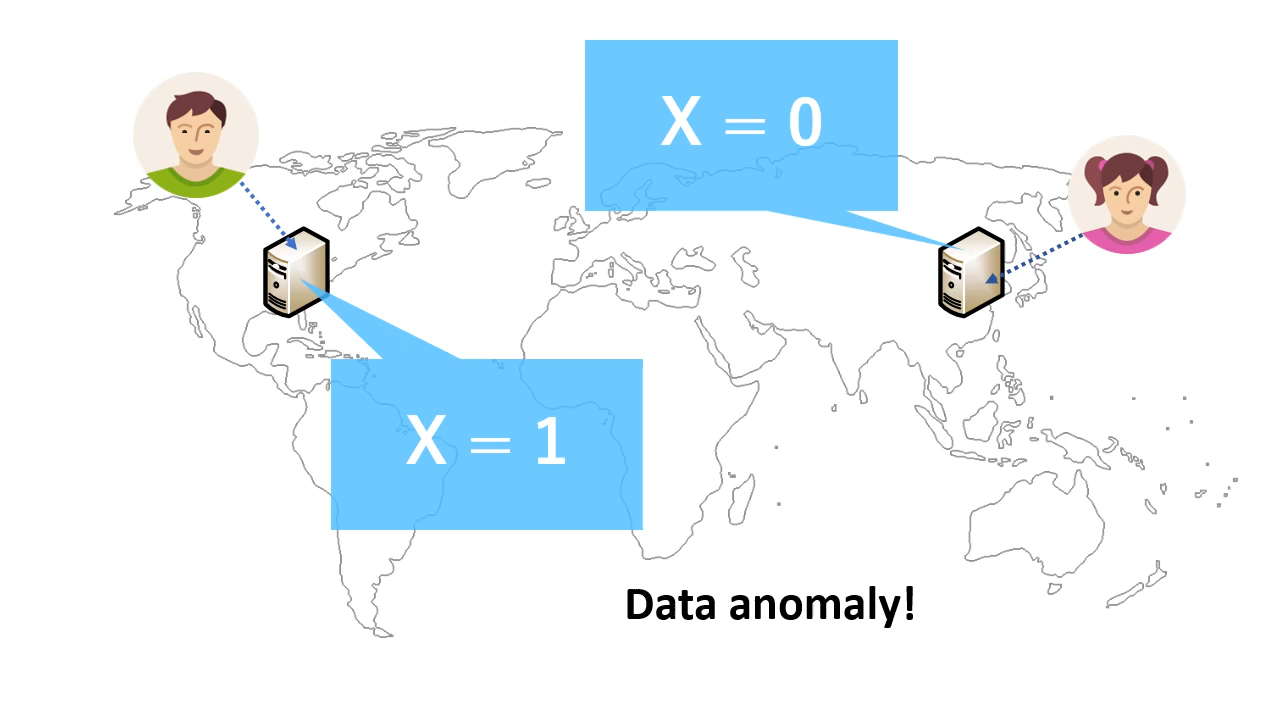 X = 0
X = 1
Data anomaly!